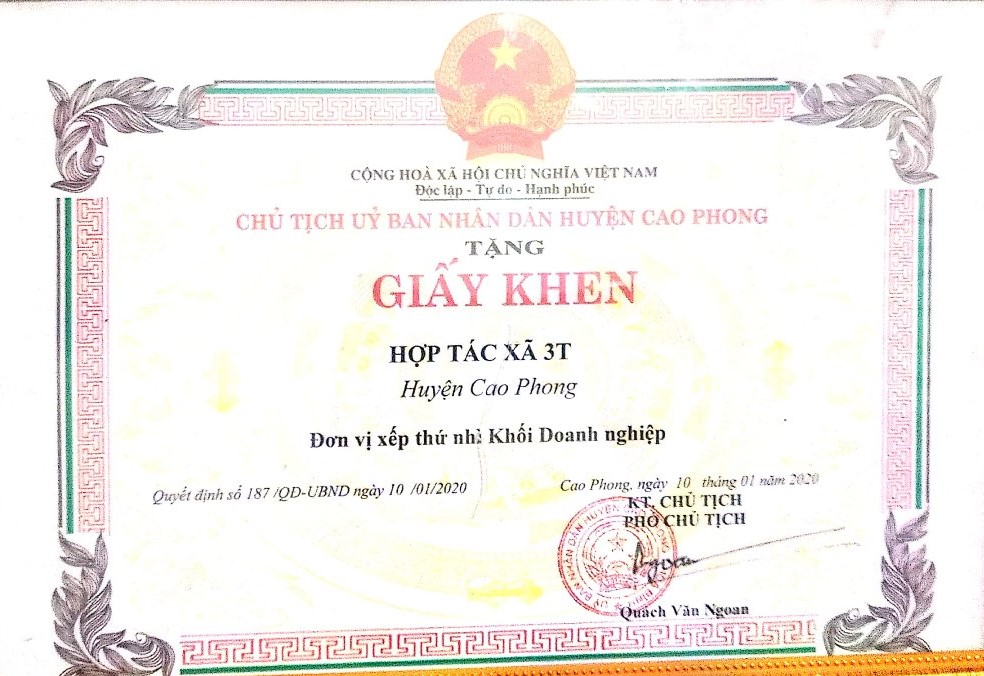 CỘNG HOÀ XÃ HỘI CHỦ NGHĨA VIỆT NAM
Độc lập - Tự do - Hạnh phúc
CHỦ TỊCH UỶ BAN NHÂN DÂN HUYỆN CAO PHONG
TẶNG
GIẤY KHEN
HỢP TÁC XÃ 3T
Huyện Cao Phong
Đơn vị xếp thứ nhì Khối Doanh nghiệp
Quyết định số 187 /QD-UBND ngày 10 /01/2020
Cao Phong, ngày 10 tháng 01 năm 2020
KT. CHỦ TỊCH
PHÓ CHỦ TỊCH
Quách Văn Ngoan